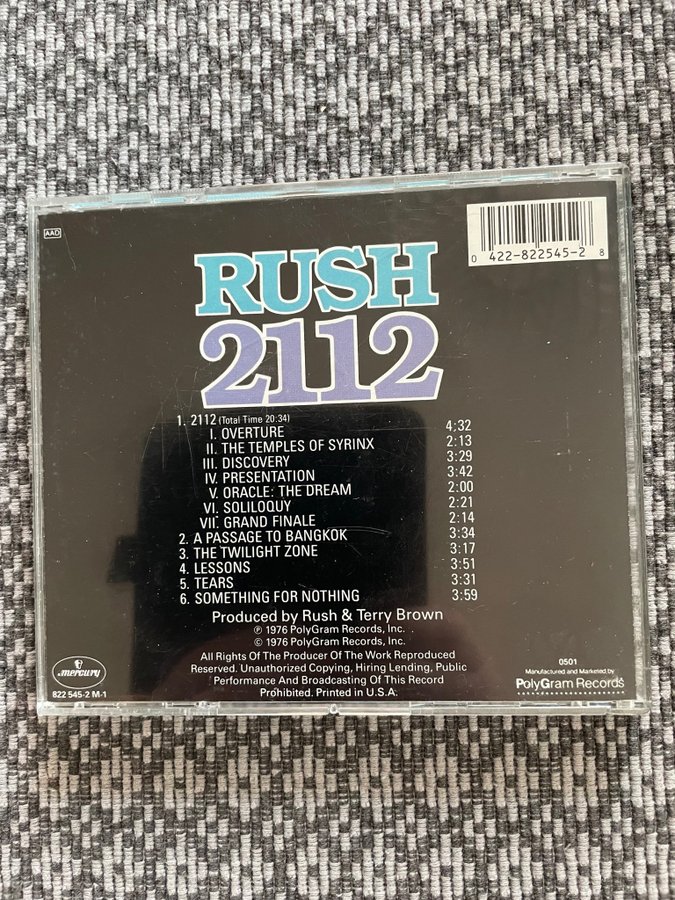 AAD
0 422-822545-2 8
RUSH
2112
1. 2112 (Total Time 20:34)
I. OVERTURE 4:32
II. THE TEMPLES OF SYRINX 2:13
III. DISCOVERY 3:29
IV. PRESENTATION 3:42
V. ORACLE: THE DREAM 2:00
VI. SOLILOQUY 2:21
VII. GRAND FINALE 2:14
2. A PASSAGE TO BANGKOK 3:34
3. THE TWILIGHT ZONE 3:17
4. LESSONS 3:51
5. TEARS 3:31
6. SOMETHING FOR NOTHING 3:59
Produced by Rush & Terry Brown
℗ 1976 PolyGram Records, Inc.
© 1976 PolyGram Records, Inc.
All Rights Of The Producer Of The Work Reproduced
Reserved. Unauthorized Copying, Hiring Lending, Public
Performance And Broadcasting Of This Record
Prohibited. Printed in U.S.A.
mercury
822 545-2 M-1
0501
Manufactured and Marketed by
PolyGram Records